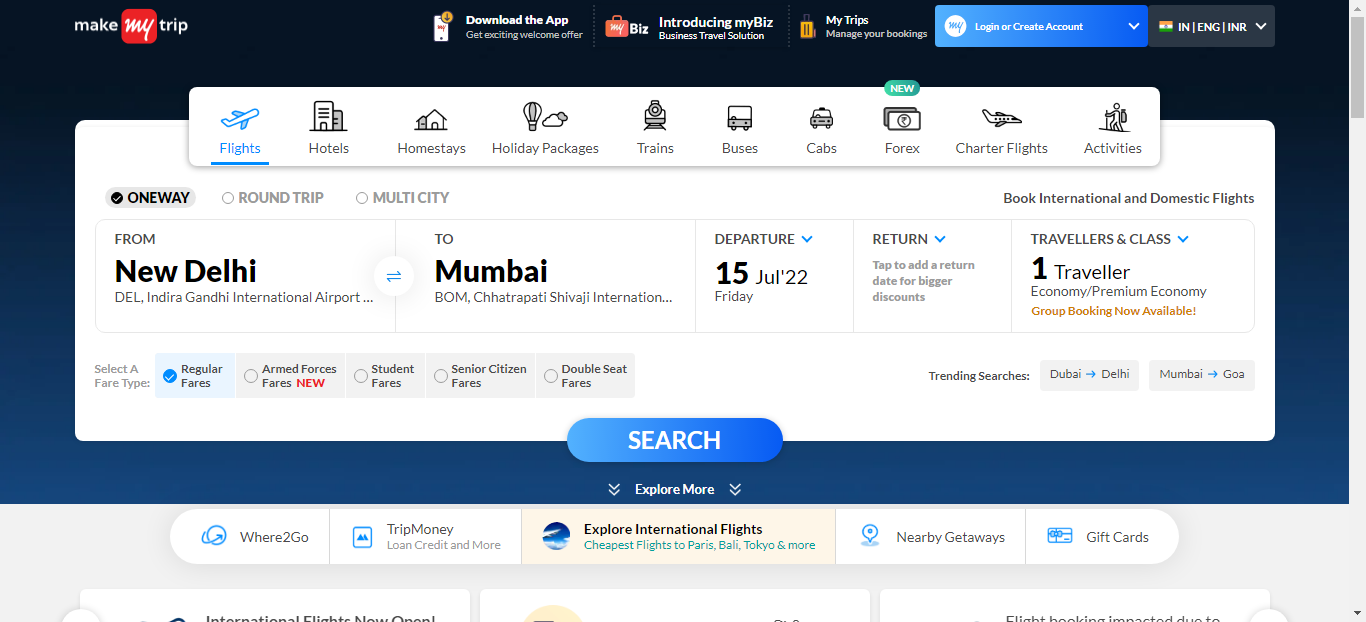 make my trip
Download the App
Get exciting welcome offer
my Biz
Introducing myBiz
Business Travel Solution
My Trips
Manage your bookings
my Login or Create Account
IN | ENG | INR
NEW
Flights
Hotels
Homestays
Holiday Packages
Trains
Buses
Cabs
Forex
Charter Flights
Activities
ONEWAY
ROUND TRIP
MULTI CITY
Book International and Domestic Flights
FROM
New Delhi
DEL, Indira Gandhi International Airport ...
TO
Mumbai
BOM, Chhatrapati Shivaji Internation...
DEPARTURE
15 Jul'22
Friday
RETURN
Tap to add a return
date for bigger
discounts
TRAVELLERS & CLASS
1 Traveller
Economy/Premium Economy
Group Booking Now Available!
Select A
Fare Type:
Regular
Fares
Armed Forces
Fares NEW
Student
Fares
Senior Citizen
Fares
Double Seat
Fares
Trending Searches:
Dubai → Delhi
Mumbai → Goa
SEARCH
Explore More
Where2Go
TripMoney
Loan Credit and More
Explore International Flights
Cheapest Flights to Paris, Bali, Tokyo & more
Nearby Getaways
Gift Cards
International Flights Now Open!
Flight booking impacted due to